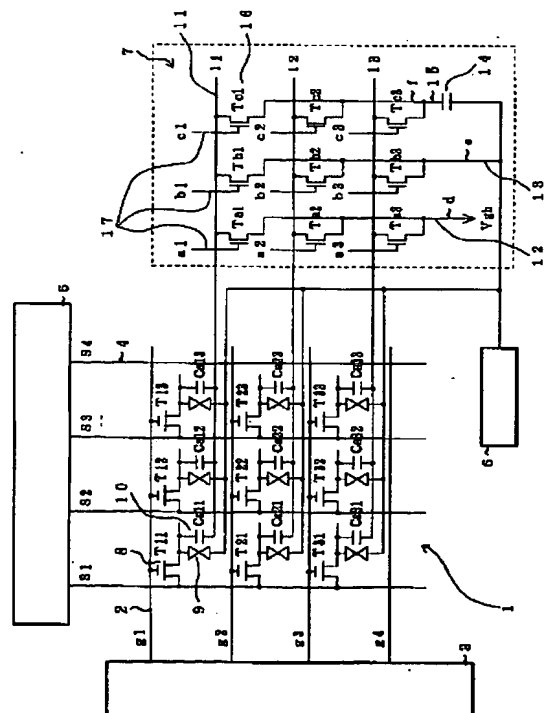 5
S1 S2 S3 S4
4
7
11
16
17
a1 b1 c1
Ta1 Tb1 Tc1
11
a2 b2 c2
Ta2 Tb2 Tc2
12
a3 b3 c3
Ta3 Tb3 Tc3
13
d e f
Vgh
12
13
15
14
2
8
10
9
g1
T11 T12 T13
Cs11 Cs12 Cs13
g2
T21 T22 T23
Cs21 Cs22 Cs23
g3
T31 T32 T33
Cs31 Cs32 Cs33
g4
3
6
1